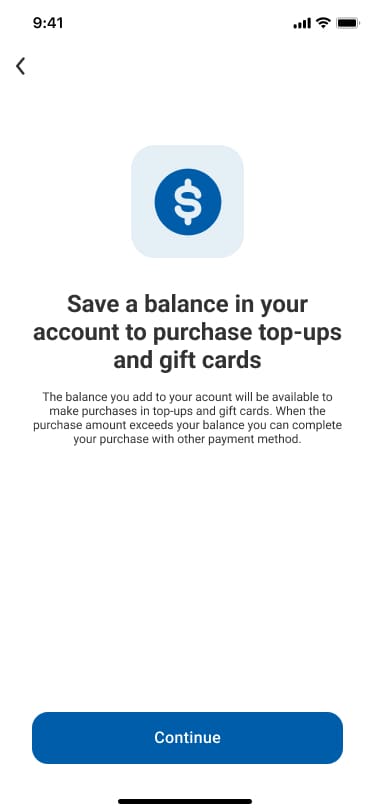 9:41
$
Save a balance in your
account to purchase top-ups
and gift cards
The balance you add to your acount will be available to
make purchases in top-ups and gift cards. When the
purchase amount exceeds your balance you can complete
your purchase with other payment method.
Continue